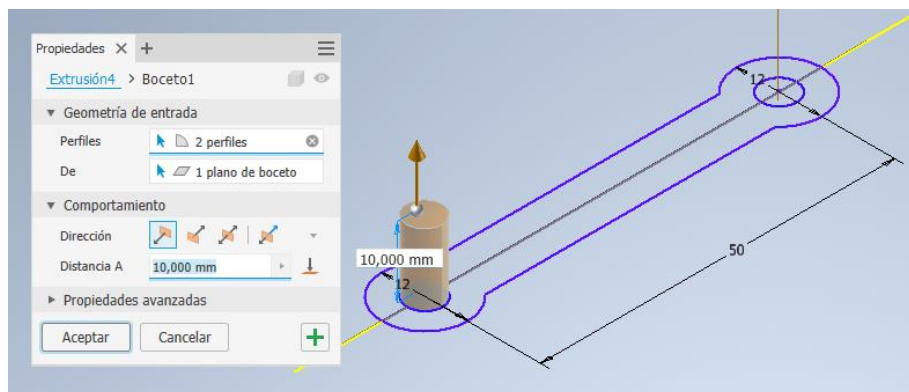 Propiedades × +
Extrusión4 > Boceto1
Geometría de entrada
Perfiles 2 perfiles
De 1 plano de boceto
Comportamiento
Dirección
Distancia A 10,000 mm
Propiedades avanzadas
Aceptar Cancelar
12
10,000 mm
12
50